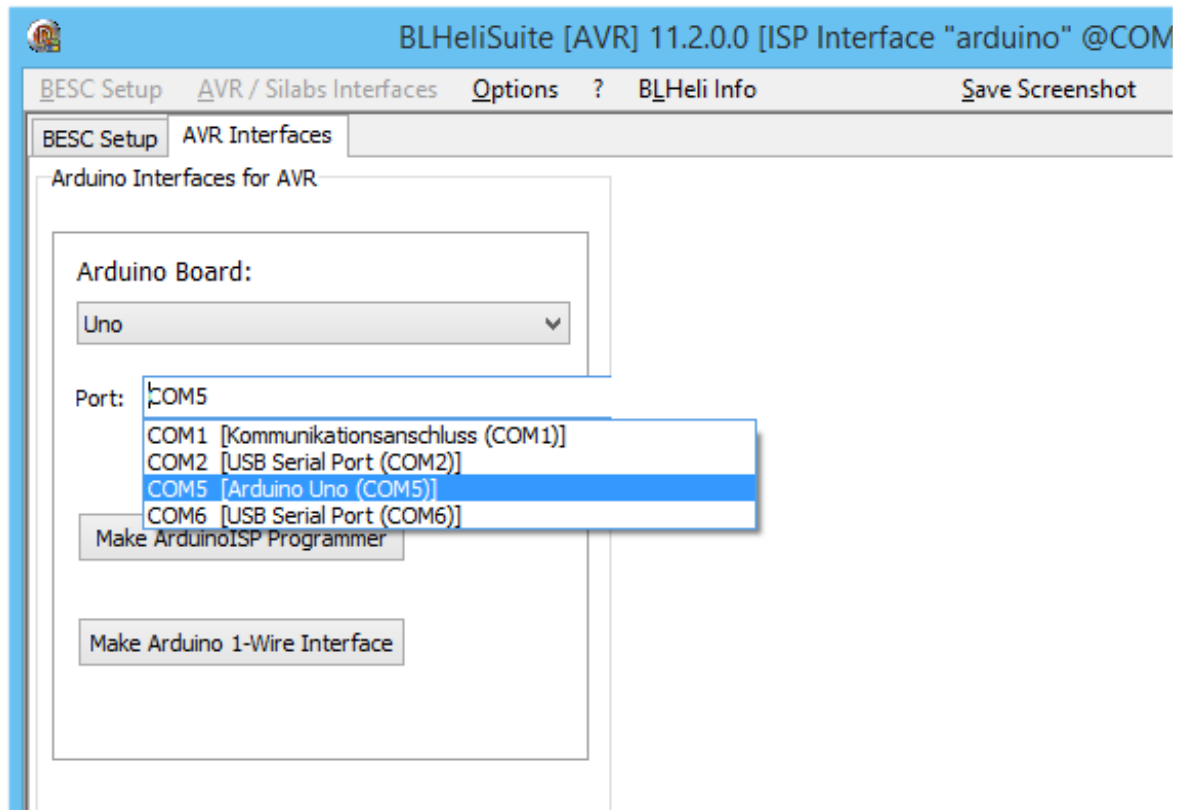 BLHeliSuite [AVR] 11.2.0.0 [ISP Interface "arduino" @COM
BESC Setup AVR / Silabs Interfaces Options ? BLHeli Info Save Screenshot
BESC Setup AVR Interfaces
Arduino Interfaces for AVR
Arduino Board:
Uno
Port: COM5
COM1 [Kommunikationsanschluss (COM1)]
COM2 [USB Serial Port (COM2)]
COM5 [Arduino Uno (COM5)]
COM6 [USB Serial Port (COM6)]
Make ArduinoISP Programmer
Make Arduino 1-Wire Interface